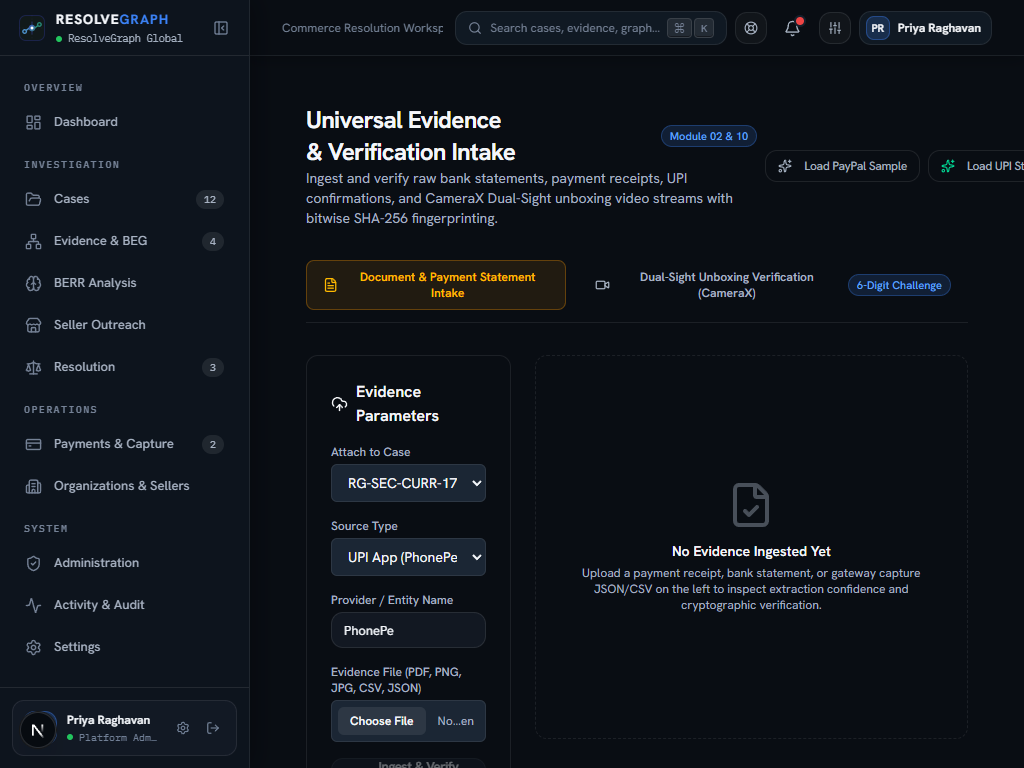 RESOLVEGRAPH
ResolveGraph Global
OVERVIEW
Dashboard
INVESTIGATION
Cases 12
Evidence & BEG 4
BERR Analysis
Seller Outreach
Resolution 3
OPERATIONS
Payments & Capture 2
Organizations & Sellers
SYSTEM
Administration
Activity & Audit
Settings
N
Priya Raghavan
Platform Adm…
Commerce Resolution Worksp
Search cases, evidence, graph... ⌘ K
PR Priya Raghavan
Universal Evidence
& Verification Intake
Module 02 & 10
Ingest and verify raw bank statements, payment receipts, UPI
confirmations, and CameraX Dual-Sight unboxing video streams with
bitwise SHA-256 fingerprinting.
Load PayPal Sample
Load UPI St
Document & Payment Statement
Intake
Dual-Sight Unboxing Verification
(CameraX)
6-Digit Challenge
Evidence
Parameters
Attach to Case
RG-SEC-CURR-17
Source Type
UPI App (PhonePe
Provider / Entity Name
PhonePe
Evidence File (PDF, PNG,
JPG, CSV, JSON)
Choose File No...en
Ingest & Verify
No Evidence Ingested Yet
Upload a payment receipt, bank statement, or gateway capture
JSON/CSV on the left to inspect extraction confidence and
cryptographic verification.